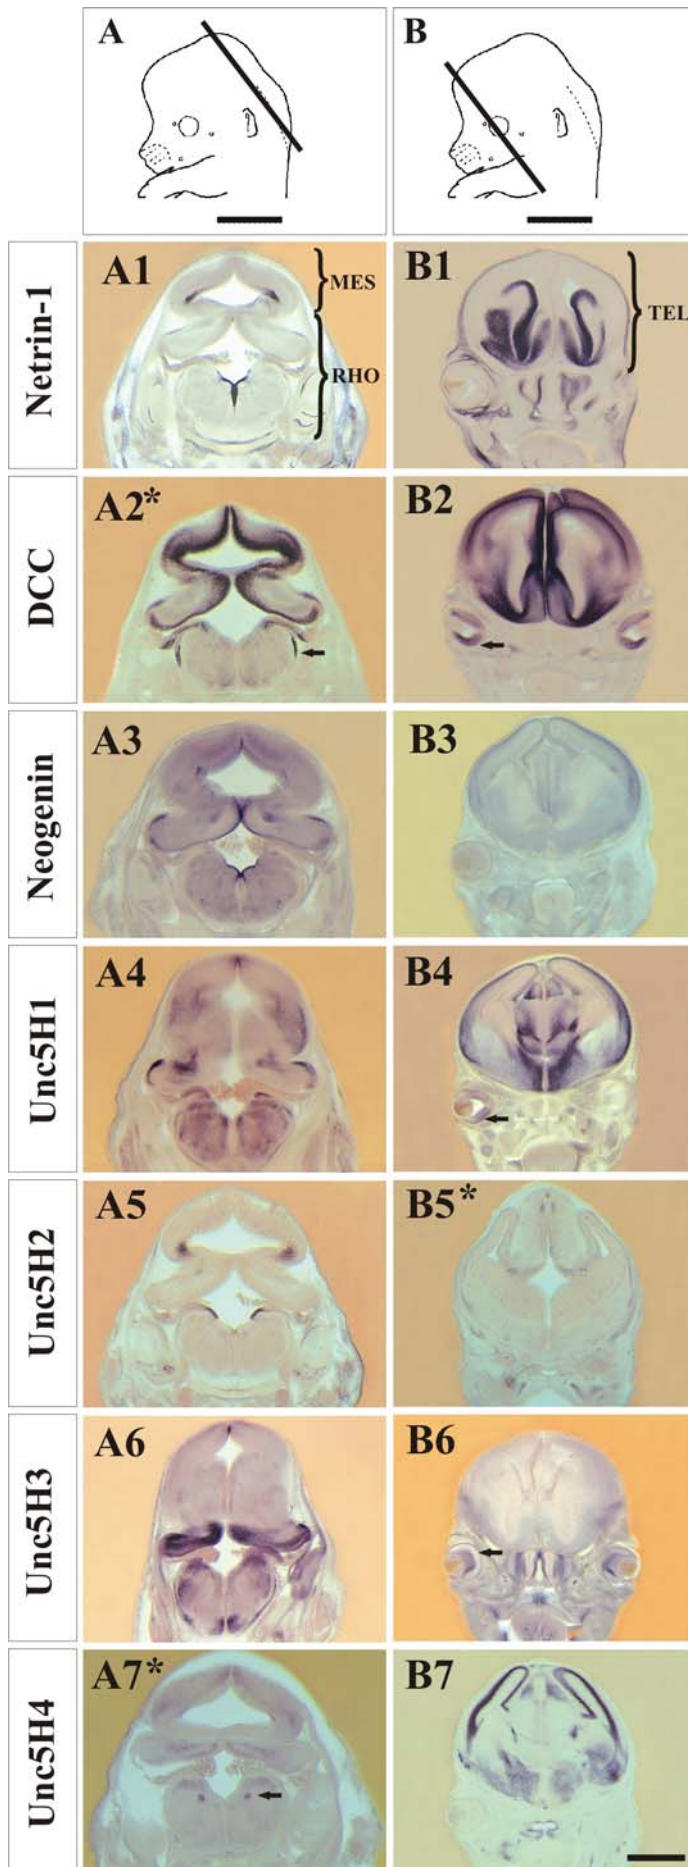 A
B
Netrin-1
A1
MES
RHO
B1
TEL
DCC
A2*
B2
Neogenin
A3
B3
Unc5H1
A4
B4
Unc5H2
A5
B5*
Unc5H3
A6
B6
Unc5H4
A7*
B7